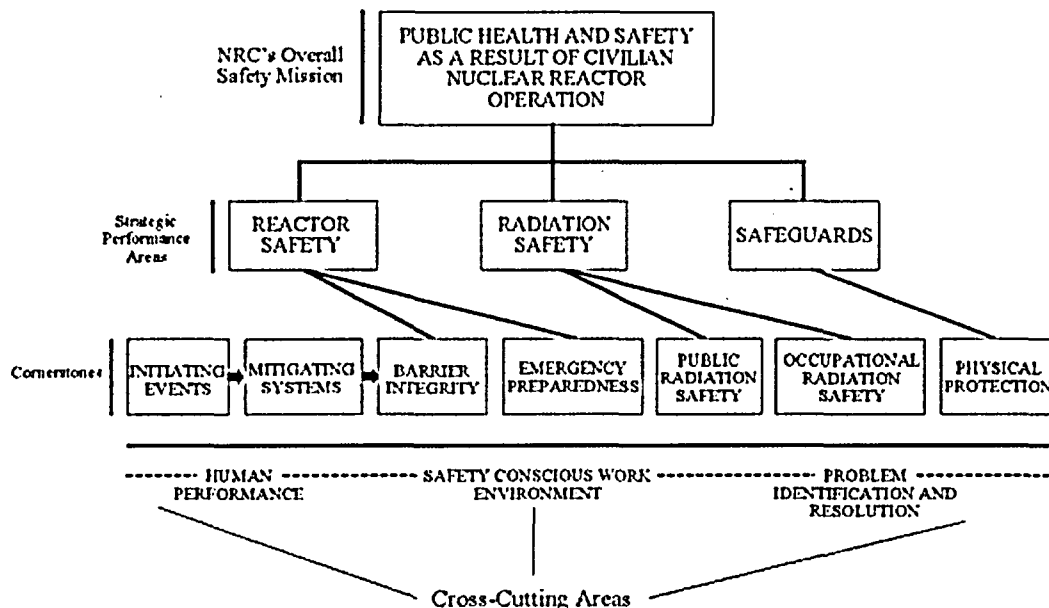 NRC's Overall
Safety Mission
PUBLIC HEALTH AND SAFETY
AS A RESULT OF CIVILIAN
NUCLEAR REACTOR
OPERATION
Strategic
Performance
Areas
REACTOR
SAFETY
RADIATION
SAFETY
SAFEGUARDS
Cornerstones
INITIATING
EVENTS
MITIGATING
SYSTEMS
BARRIER
INTEGRITY
EMERGENCY
PREPAREDNESS
PUBLIC
RADIATION
SAFETY
OCCUPATIONAL
RADIATION
SAFETY
PHYSICAL
PROTECTION
HUMAN
PERFORMANCE
SAFETY CONSCIOUS WORK
ENVIRONMENT
PROBLEM
IDENTIFICATION AND
RESOLUTION
Cross-Cutting Areas